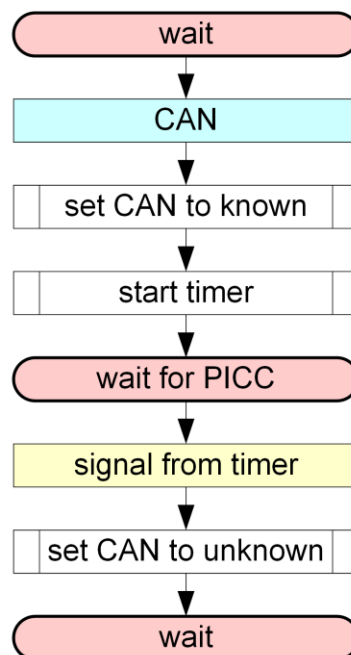 wait
CAN
set CAN to known
start timer
wait for PICC
signal from timer
set CAN to unknown
wait